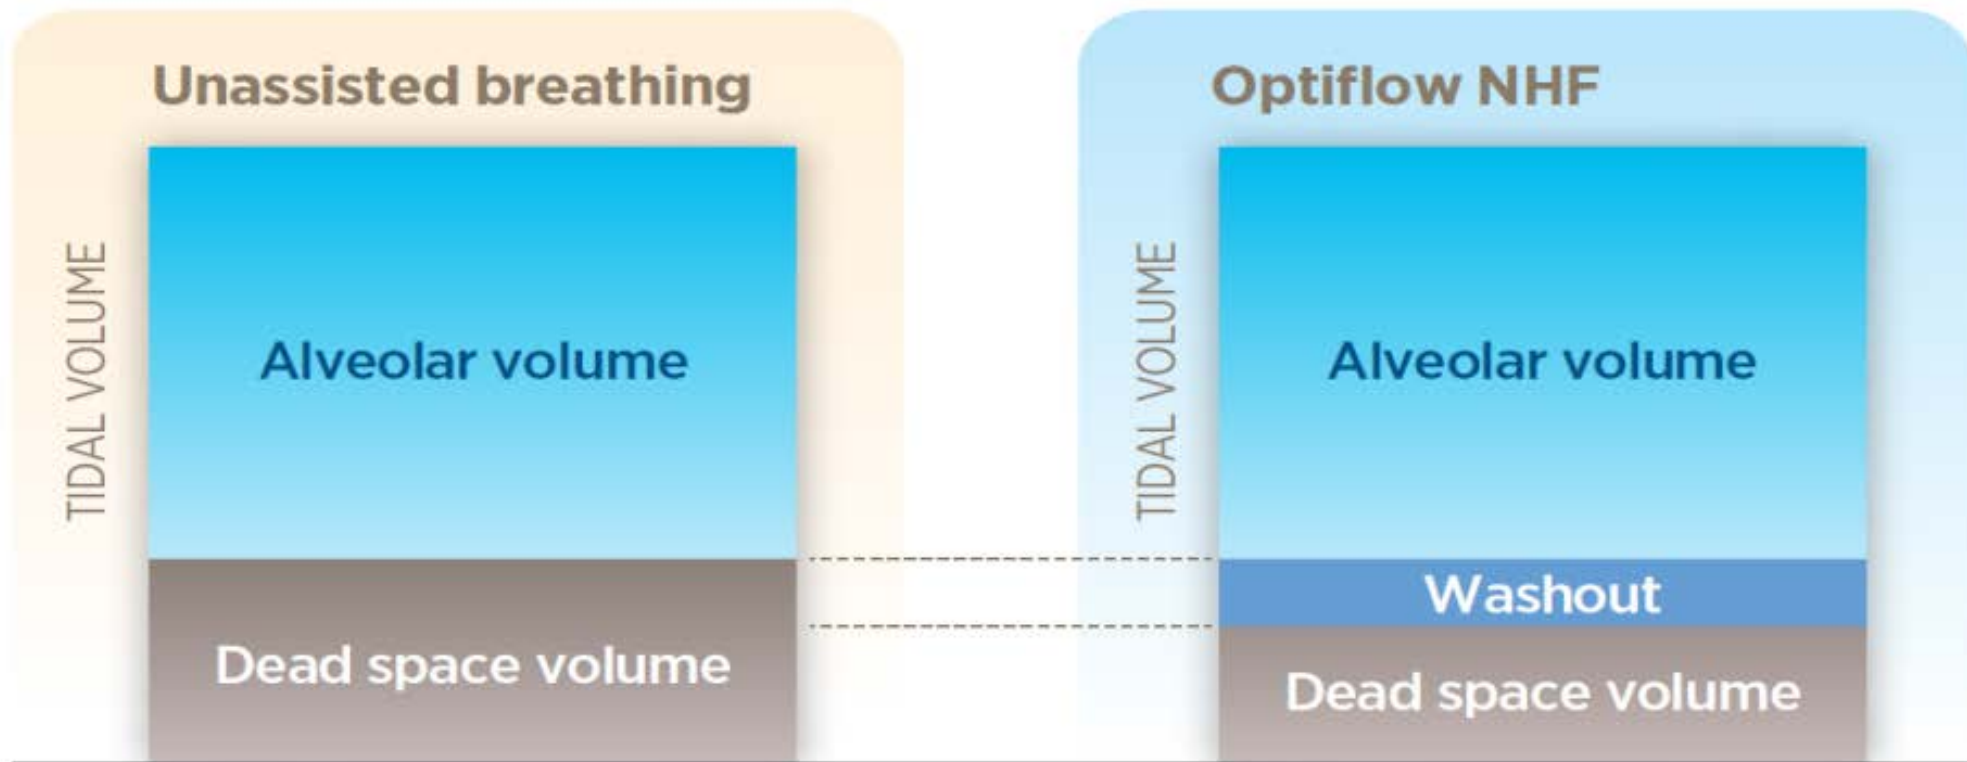 Unassisted breathing
TIDAL VOLUME
Alveolar volume
Dead space volume
Optiflow NHF
TIDAL VOLUME
Alveolar volume
Washout
Dead space volume